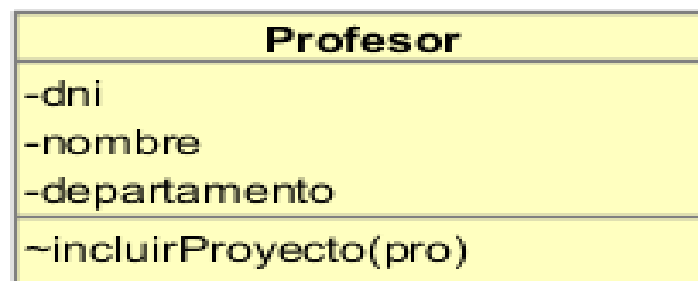 Profesor
-dni
-nombre
-departamento
~incluirProyecto(pro)